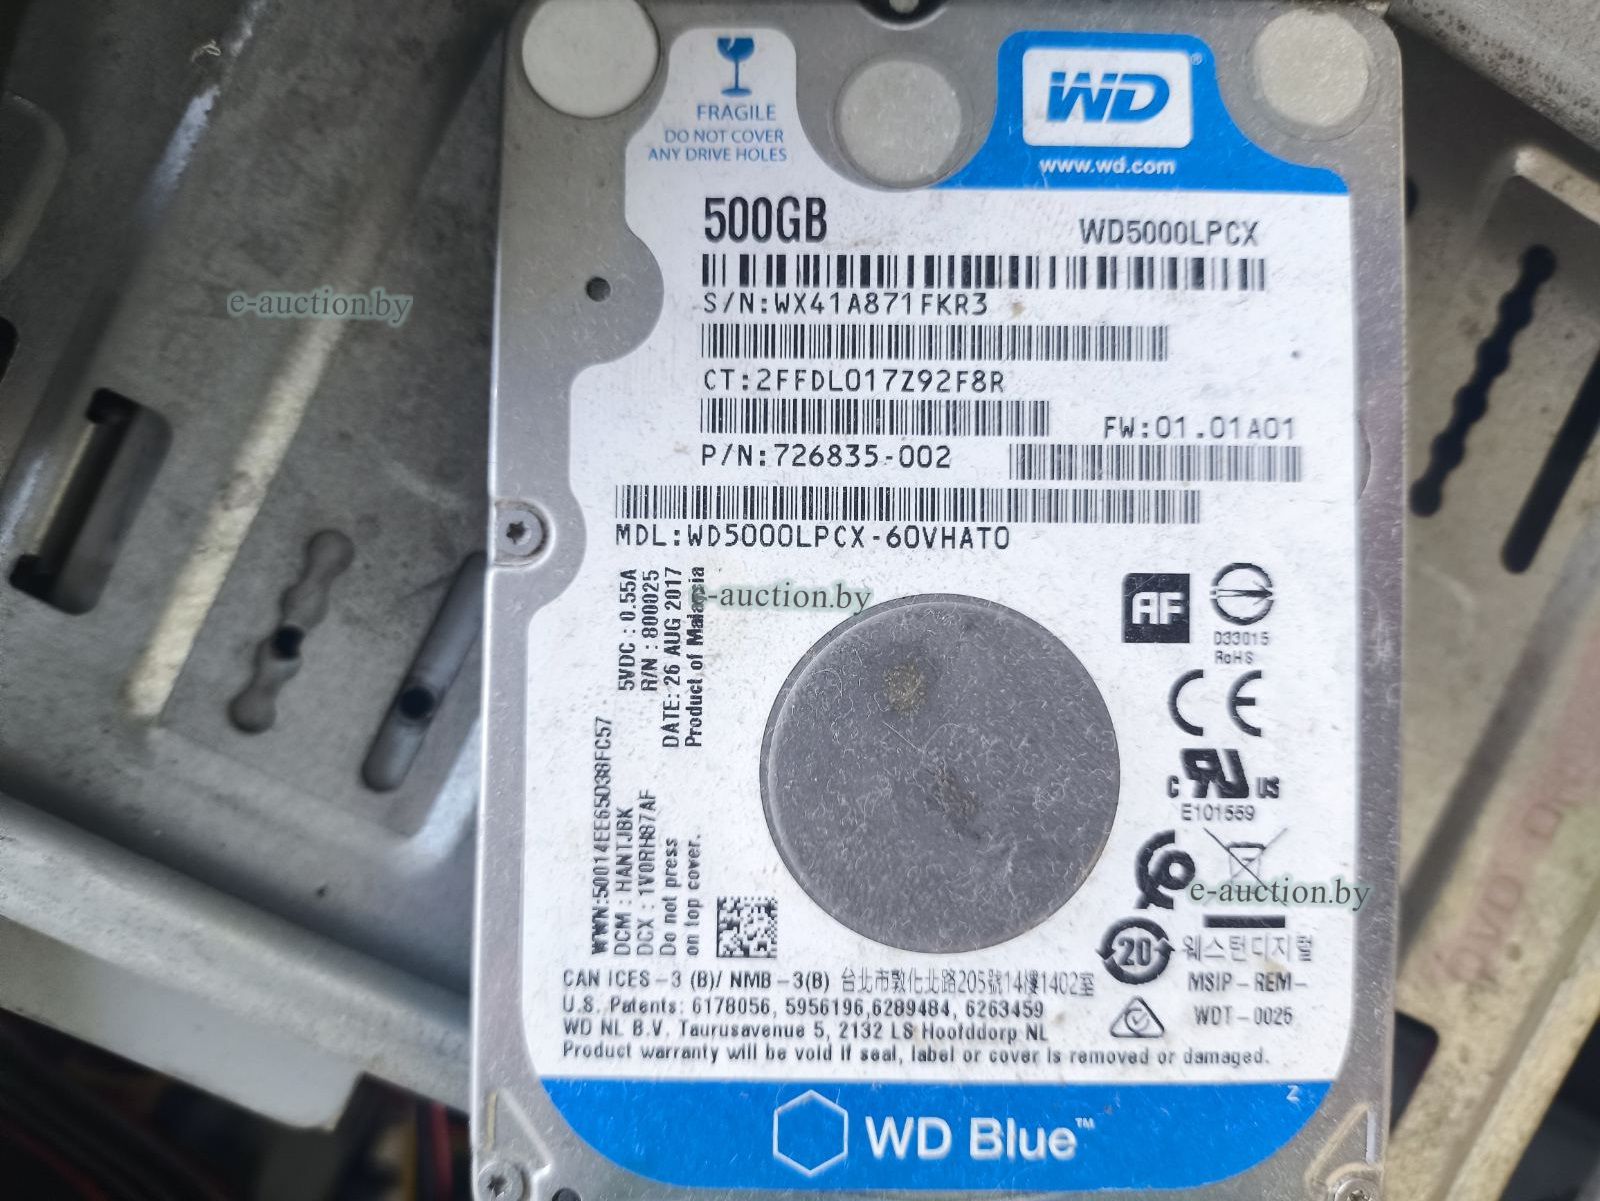 FRAGILE
DO NOT COVER
ANY DRIVE HOLES
WD®
www.wd.com
500GB
WD5000LPCX
S/N:WX41A871FKR3
CT:2FFDL017Z92F8R
FW:01.01A01
P/N:726835-002
MDL:WD5000LPCX-60VHAT0
5VDC : 0.55A
R/N : 800025
DATE: 26 AUG 2017
Product of Malaysia
WWN:50014EE65D38FC57
DCM : HANTJBK
DCX : 1V0RH87AF
Do not press
on top cover.
AF
D33015
RoHS
CE
c RU us
E101559
20
웨스턴디지털
MSIP-REM-
WDT-0025
CAN ICES-3 (B)/ NMB-3(B) 台北市敦化北路205號14樓1402室
U.S. Patents: 6178056, 5956196,6289484, 6263459
WD NL B.V. Taurusavenue 5, 2132 LS Hoofddorp NL
Product warranty will be void if seal, label or cover is removed or damaged.
Z
WD Blue™
e-auction.by
e-auction.by
e-auction.by